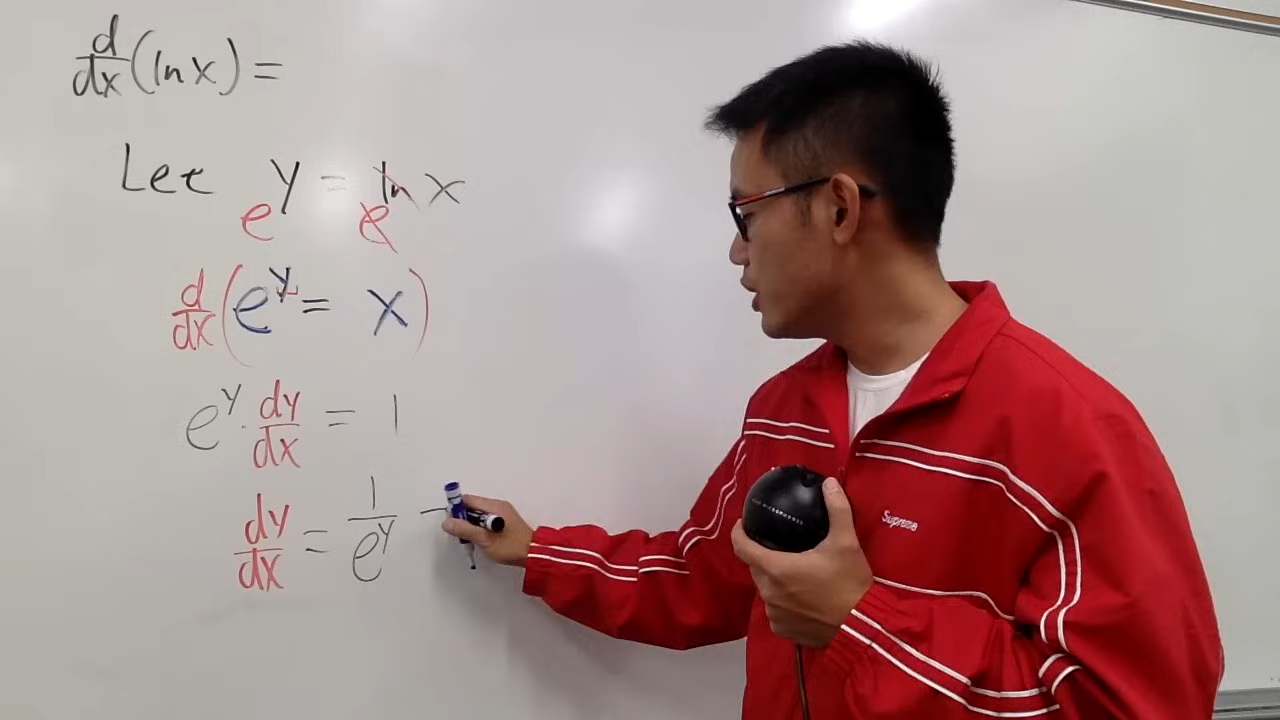 d/dx (ln x) =
Let e^y = e^ln x
d/dx (e^y = x)
e^y · dy/dx = 1
dy/dx = 1/e^y -
Supreme